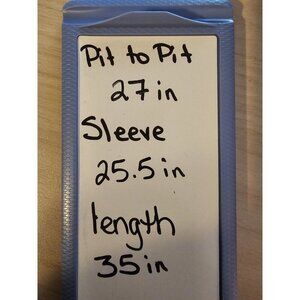 Pit to Pit
27 in
Sleeve
25.5 in
length
35 in